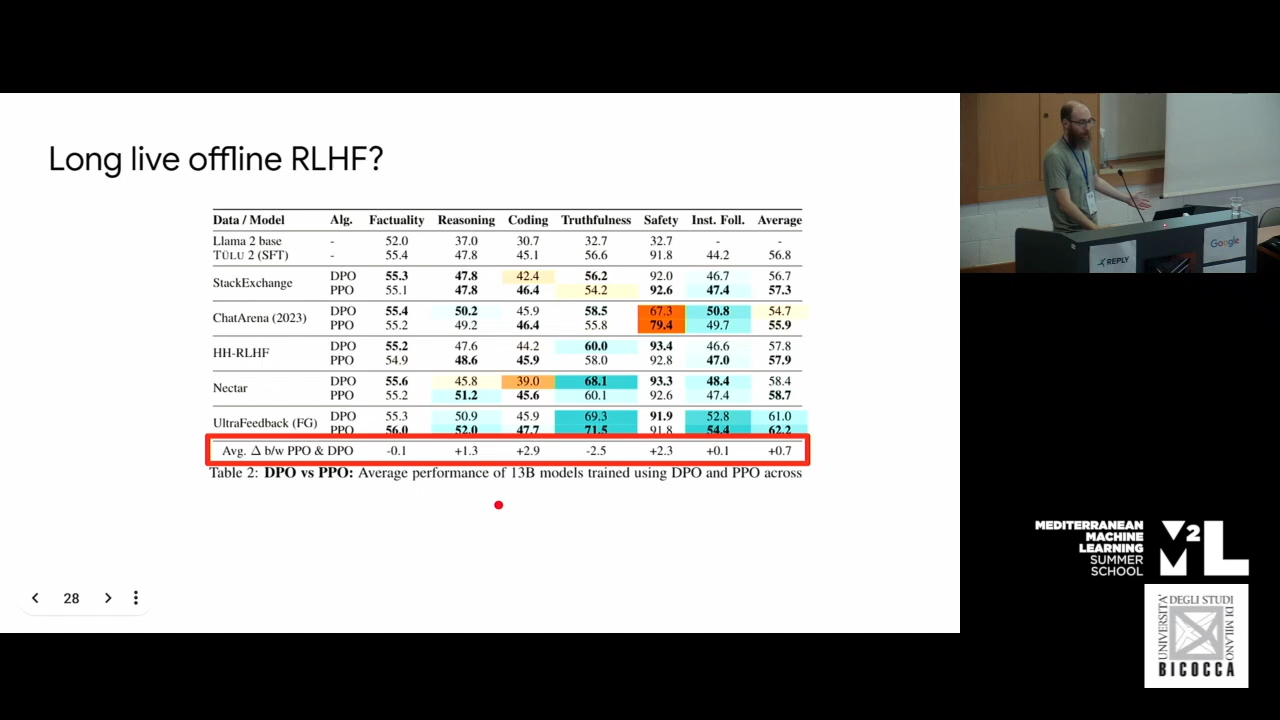 Long live offline RLHF?
Data / Model Alg. Factuality Reasoning Coding Truthfulness Safety Inst. Foll. Average
Llama 2 base - 52.0 37.0 30.7 32.7 32.7 - -
TÜLU 2 (SFT) - 55.4 47.8 45.1 56.6 91.8 44.2 56.8
StackExchange
DPO 55.3 47.8 42.4 56.2 92.0 46.7 56.7
PPO 55.1 47.8 46.4 54.2 92.6 47.4 57.3
ChatArena (2023)
DPO 55.4 50.2 45.9 58.5 67.3 50.8 54.7
PPO 55.2 49.2 46.4 55.8 79.4 49.7 55.9
HH-RLHF
DPO 55.2 47.6 44.2 60.0 93.4 46.6 57.8
PPO 54.9 48.6 45.9 58.0 92.8 47.0 57.9
Nectar
DPO 55.6 45.8 39.0 68.1 93.3 48.4 58.4
PPO 55.2 51.2 45.6 60.1 92.6 47.4 58.7
UltraFeedback (FG)
DPO 55.3 50.9 45.9 69.3 91.9 52.8 61.0
PPO 56.0 52.0 47.7 71.5 91.8 54.4 62.2
Avg. Δ b/w PPO & DPO -0.1 +1.3 +2.9 -2.5 +2.3 +0.1 +0.7
Table 2: DPO vs PPO: Average performance of 13B models trained using DPO and PPO across
28
REPLY
Google
MEDITERRANEAN
MACHINE
LEARNING
SUMMER
SCHOOL
M2L
UNIVERSITÀ
DEGLI STUDI
DI MILANO
BICOCCA